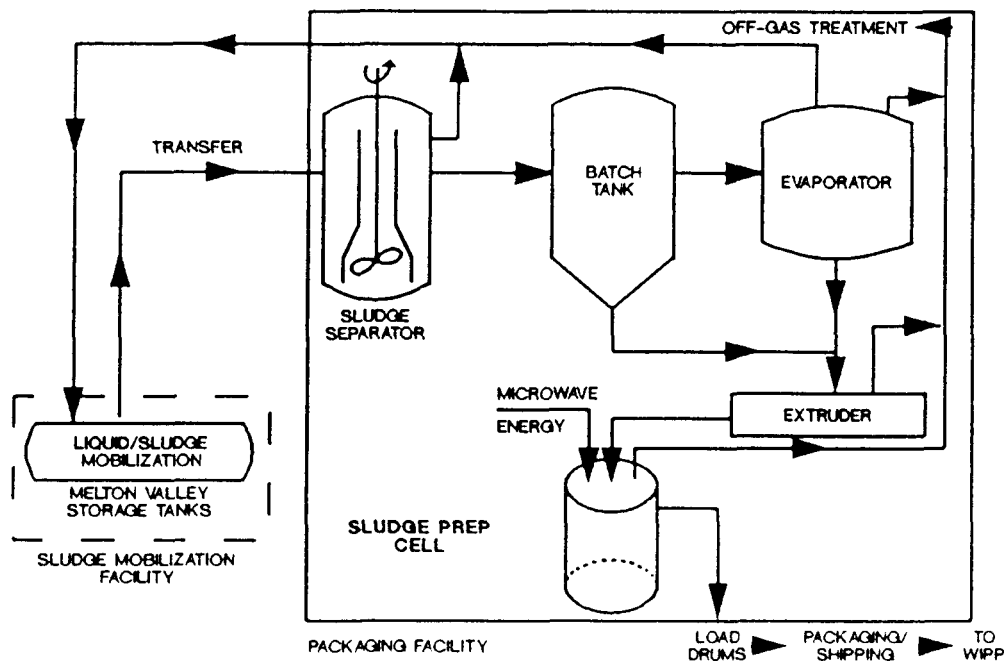 OFF-GAS TREATMENT
TRANSFER
BATCH
TANK
EVAPORATOR
SLUDGE
SEPARATOR
MICROWAVE
ENERGY
EXTRUDER
LIQUID/SLUDGE
MOBILIZATION
MELTON VALLEY
STORAGE TANKS
SLUDGE PREP
CELL
SLUDGE MOBILIZATION
FACILITY
PACKAGING FACILITY
LOAD
DRUMS
PACKAGING/
SHIPPING
TO
WIPP